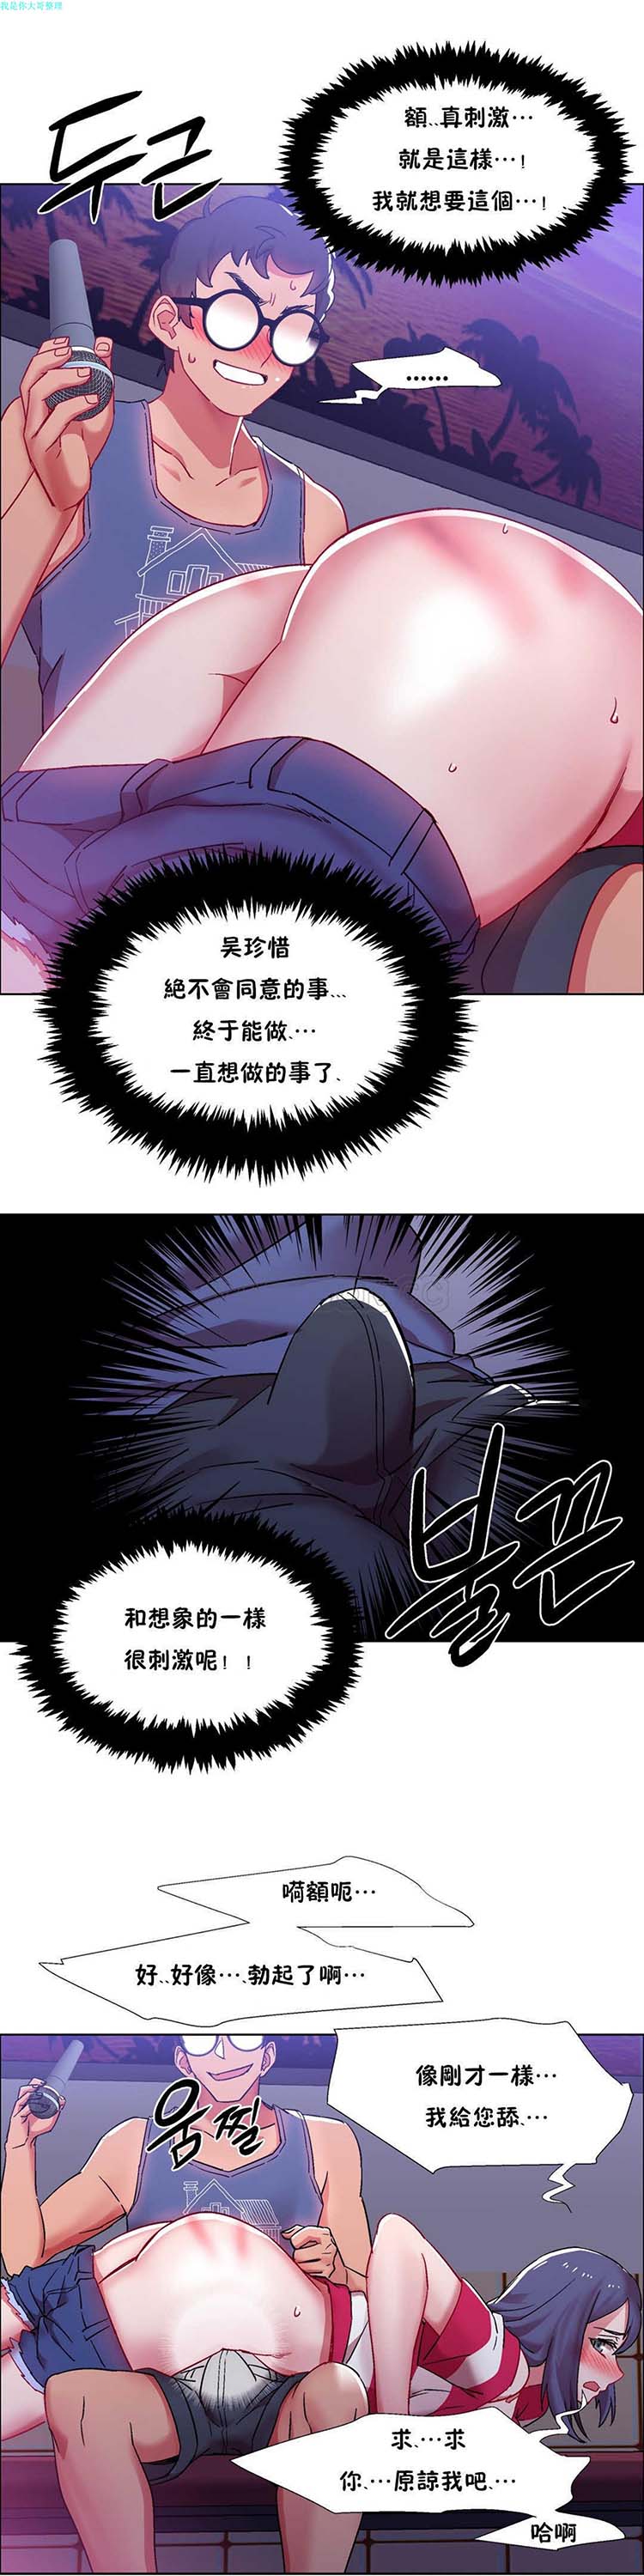 我是你大哥整理
두근
額、真刺激…
就是這樣…!
我就想要這個…!
……
吴珍惜
絶不會同意的事…
終于能做…
一直想做的事了、
불끈
和想象的一樣
很刺激呢!!
嗬額呃…
好、好像…、勃起了啊…
像剛才一樣…
我給您舔、…
움찔
求、…求
你、…原諒我吧、…
哈啊